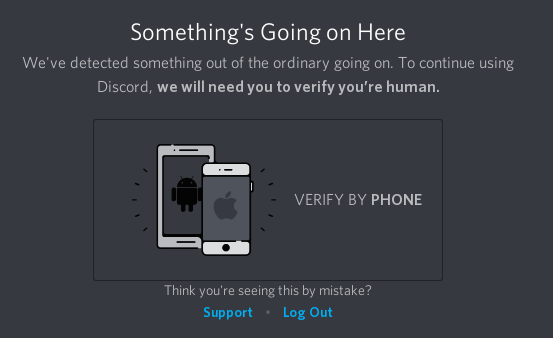 Something's Going on Here
We've detected something out of the ordinary going on. To continue using
Discord, we will need you to verify you're human.
VERIFY BY PHONE
Think you're seeing this by mistake?
Support • Log Out